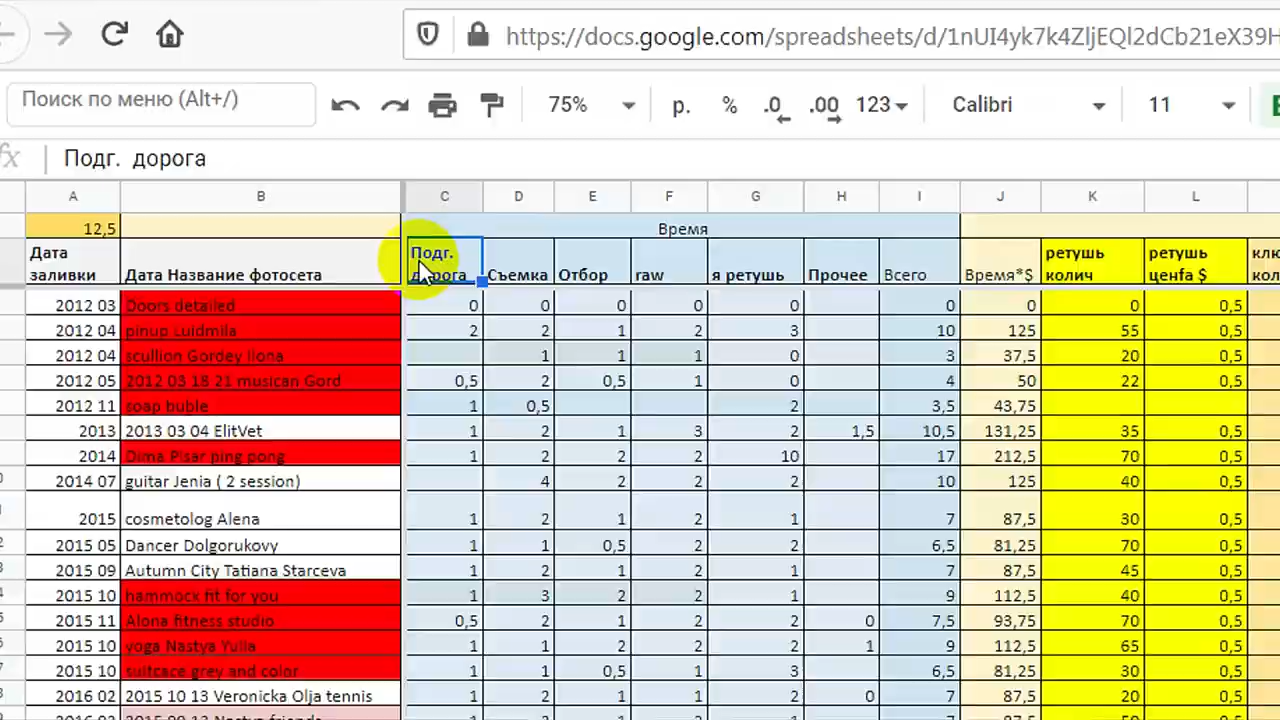 https://docs.google.com/spreadsheets/d/1nUI4yk7k4ZljEQl2dCb21eX39H
Поиск по меню (Alt+/) 75% р. % .0 .00 123 Calibri 11
fx Подг. дорога
A B C D E F G H I J K L
12,5 Время
Дата заливки Дата Название фотосета Подг. дорога Съемка Отбор raw я ретушь Прочее Всего Время*$ ретушь колич ретушь ценfа $ клю кол
2012 03 Doors detailed 0 0 0 0 0 0 0 0 0,5
2012 04 pinup Luidmila 2 2 1 2 3 10 125 55 0,5
2012 04 scullion Gordey Ilona 1 1 1 0 3 37,5 20 0,5
2012 05 2012 03 18 21 musican Gord 0,5 2 0,5 1 0 4 50 22 0,5
2012 11 soap buble 1 0,5 2 3,5 43,75
2013 2013 03 04 ElitVet 1 2 1 3 2 1,5 10,5 131,25 35 0,5
2014 Dima Pisar ping pong 1 2 2 2 10 17 212,5 70 0,5
2014 07 guitar Jenia ( 2 session) 4 2 2 2 10 125 40 0,5
2015 cosmetolog Alena 1 2 1 2 1 7 87,5 30 0,5
2015 05 Dancer Dolgorukovy 1 1 0,5 2 2 6,5 81,25 70 0,5
2015 09 Autumn City Tatiana Starceva 1 2 1 2 1 7 87,5 45 0,5
2015 10 hammock fit for you 1 3 2 2 1 9 112,5 40 0,5
2015 11 Alona fitness studio 0,5 2 2 2 1 0 7,5 93,75 70 0,5
2015 10 yoga Nastya Yulia 1 1 2 2 2 1 9 112,5 65 0,5
2015 10 suitcace grey and color 1 1 0,5 1 3 6,5 81,25 30 0,5
2016 02 2015 10 13 Veronicka Olja tennis 1 2 1 1 2 0 7 87,5 20 0,5